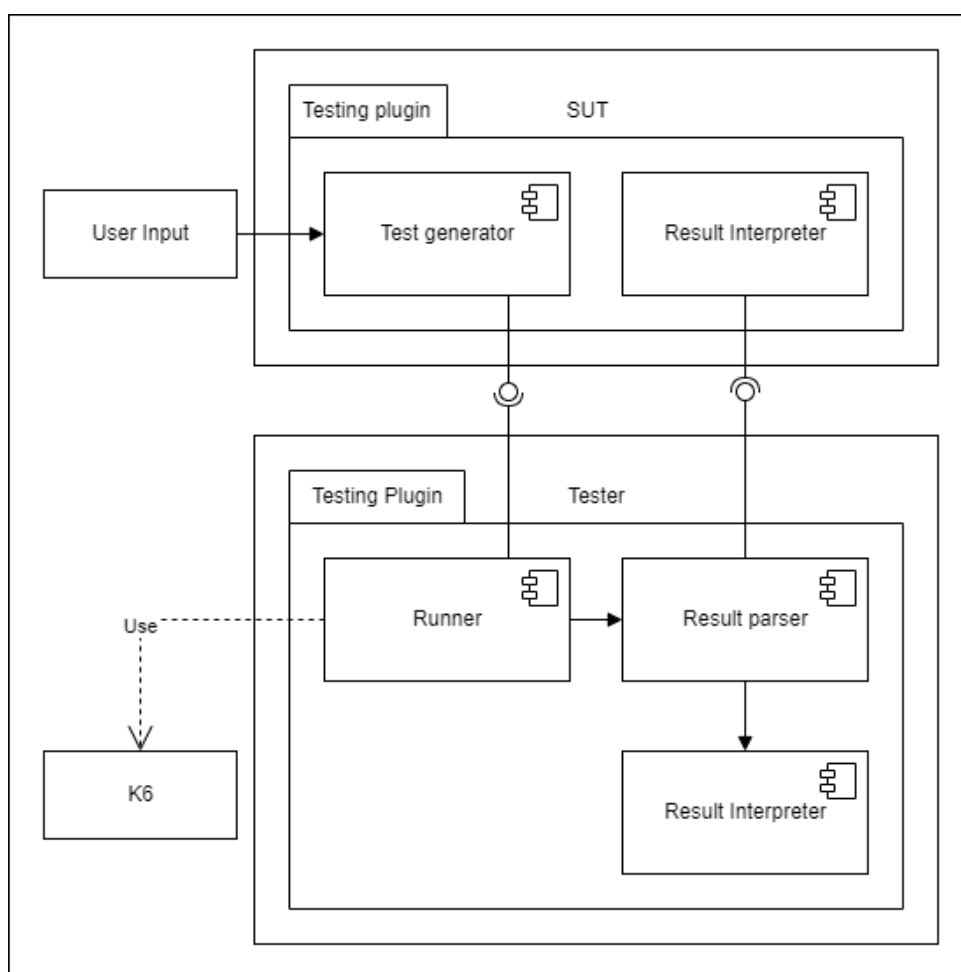 Testing plugin
SUT
User Input
Test generator
Result Interpreter
Testing Plugin
Tester
Runner
Result parser
Use
K6
Result Interpreter